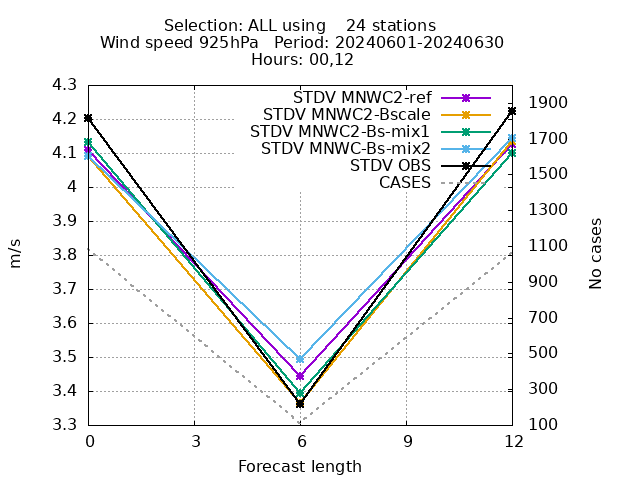 Selection: ALL using    24 stations
Wind speed 925hPa   Period: 20240601-20240630
Hours: 00,12
STDV MNWC2-ref
STDV MNWC2-Bscale
STDV MNWC2-Bs-mix1
STDV MNWC-Bs-mix2
STDV OBS
CASES
4.3
4.2
4.1
4
3.9
3.8
3.7
3.6
3.5
3.4
3.3
m/s
1900
1700
1500
1300
1100
900
700
500
300
100
No cases
0 3 6 9 12
Forecast length